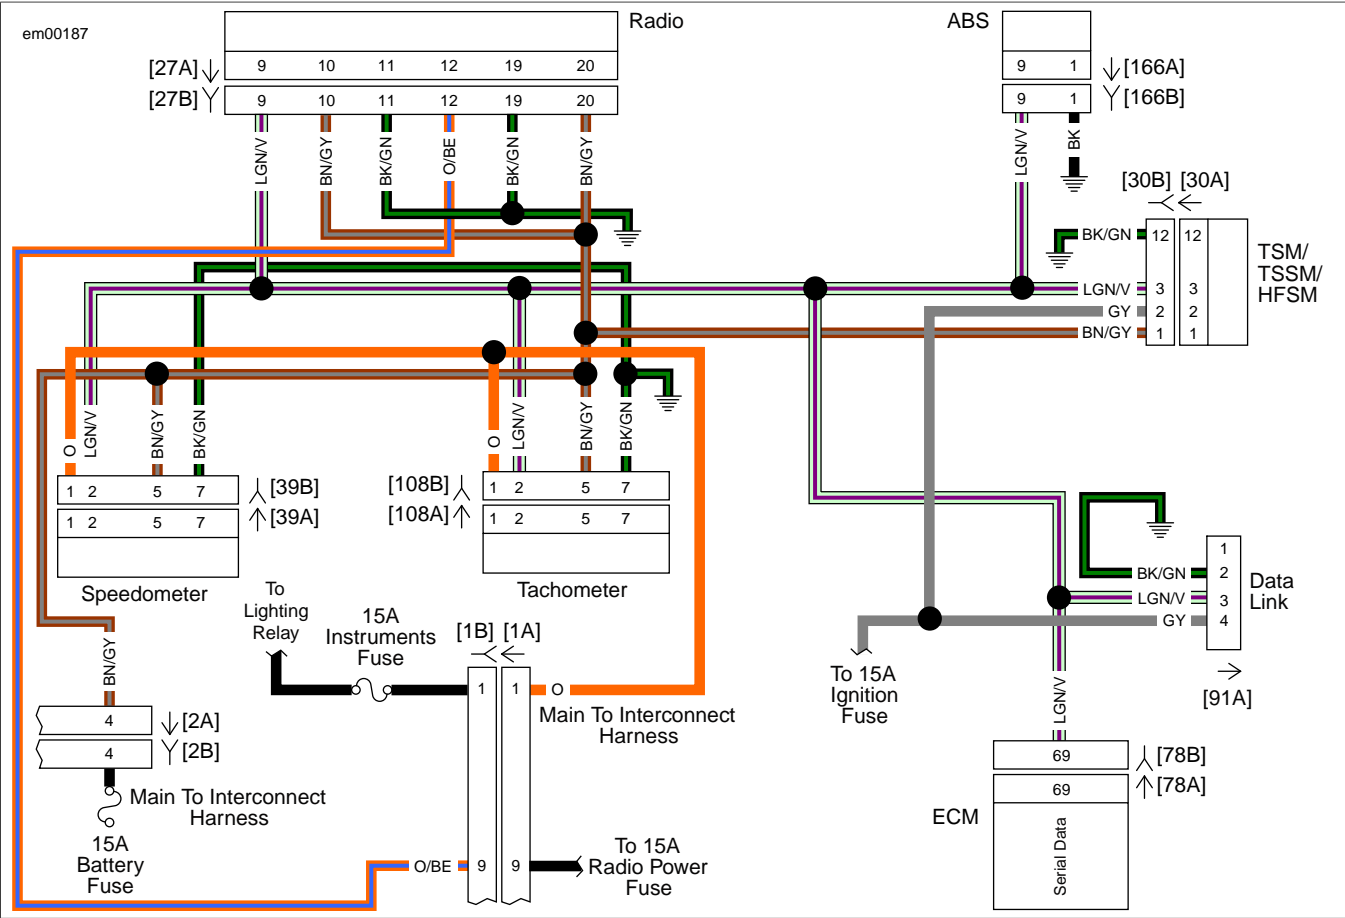 em00187
Radio
ABS
[27A]
9 10 11 12 19 20
[27B]
9 10 11 12 19 20
9 1
[166A]
9 1
[166B]
LGN/V
BN/GY
BK/GN
O/BE
BK/GN
BN/GY
LGN/V
BK
[30B] [30A]
BK/GN 12 12
LGN/V 3 3
GY 2 2
BN/GY 1 1
TSM/
TSSM/
HFSM
O
LGN/V
BN/GY
BK/GN
O
LGN/V
BN/GY
BK/GN
1 2 5 7
[39B]
1 2 5 7
[39A]
Speedometer
[108B]
1 2 5 7
[108A]
1 2 5 7
Tachometer
1
BK/GN 2
LGN/V 3
GY 4
Data
Link
[91A]
To
Lighting
Relay
15A
Instruments
Fuse
[1B] [1A]
1 1 O
Main To Interconnect
Harness
To 15A
Ignition
Fuse
BN/GY
4
[2A]
4
[2B]
Main To Interconnect
Harness
15A
Battery
Fuse
O/BE 9 9
To 15A
Radio Power
Fuse
LGN/V
69
[78B]
69
[78A]
ECM
Serial Data